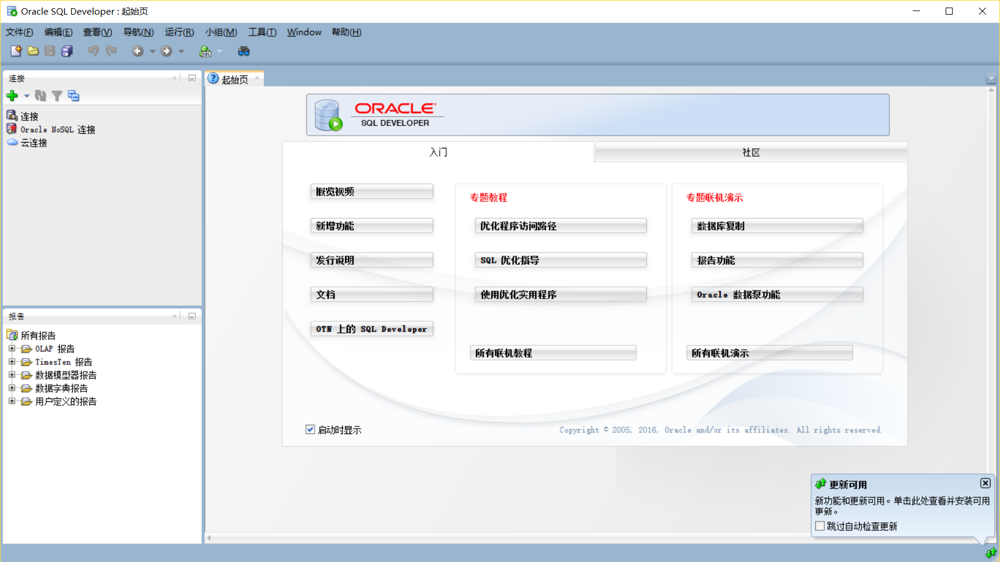 Oracle SQL Developer : 起始页
文件(F) 编辑(E) 查看(V) 导航(N) 运行(R) 小组(M) 工具(T) Window 帮助(H)
SQL
连接
连接
Oracle NoSQL 连接
云连接
报告
所有报告
OLAP 报告
TimesTen 报告
数据模型器报告
数据字典报告
用户定义的报告
起始页
ORACLE
SQL DEVELOPER
入门
社区
概览视频
新增功能
发行说明
文档
OTN 上的 SQL Developer
专题教程
优化程序访问路径
SQL 优化指导
使用优化实用程序
所有联机教程
专题联机演示
数据库复制
报告功能
Oracle 数据泵功能
所有联机演示
启动时显示
Copyright © 2005, 2016, Oracle and/or its affiliates. All rights reserved.
更新可用
新功能和更新可用。单击此处查看并安装可用
更新。
跳过自动检查更新